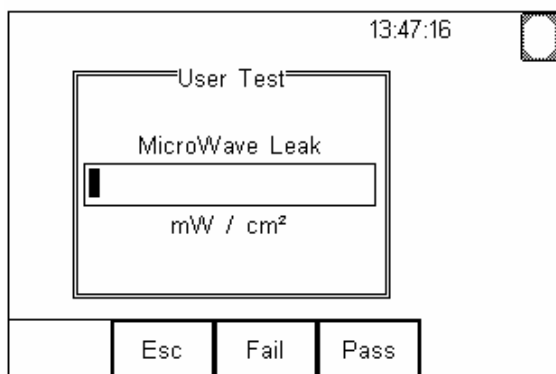 13:47:16
User Test
MicroWave Leak
mW / cm²
Esc Fail Pass